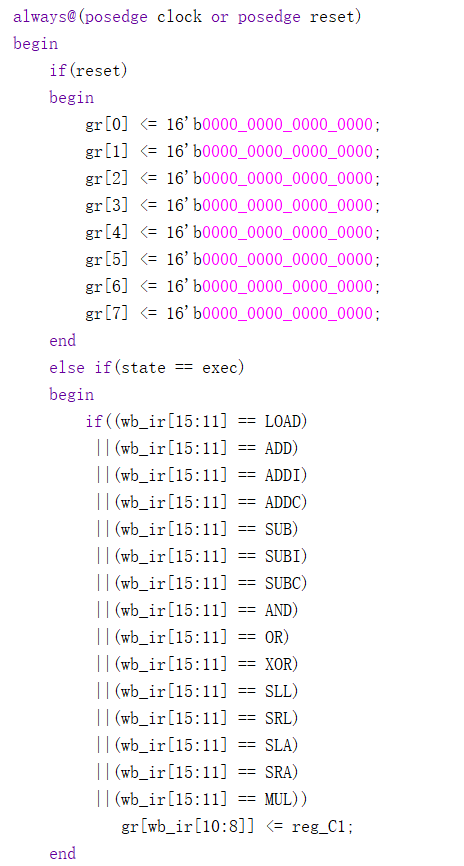 always@(posedge clock or posedge reset)
begin
    if(reset)
    begin
        gr[0] <= 16'b0000_0000_0000_0000;
        gr[1] <= 16'b0000_0000_0000_0000;
        gr[2] <= 16'b0000_0000_0000_0000;
        gr[3] <= 16'b0000_0000_0000_0000;
        gr[4] <= 16'b0000_0000_0000_0000;
        gr[5] <= 16'b0000_0000_0000_0000;
        gr[6] <= 16'b0000_0000_0000_0000;
        gr[7] <= 16'b0000_0000_0000_0000;
    end
    else if(state == exec)
    begin
        if((wb_ir[15:11] == LOAD)
         ||(wb_ir[15:11] == ADD)
         ||(wb_ir[15:11] == ADDI)
         ||(wb_ir[15:11] == ADDC)
         ||(wb_ir[15:11] == SUB)
         ||(wb_ir[15:11] == SUBI)
         ||(wb_ir[15:11] == SUBC)
         ||(wb_ir[15:11] == AND)
         ||(wb_ir[15:11] == OR)
         ||(wb_ir[15:11] == XOR)
         ||(wb_ir[15:11] == SLL)
         ||(wb_ir[15:11] == SRL)
         ||(wb_ir[15:11] == SLA)
         ||(wb_ir[15:11] == SRA)
         ||(wb_ir[15:11] == MUL))
            gr[wb_ir[10:8]] <= reg_C1;
    end